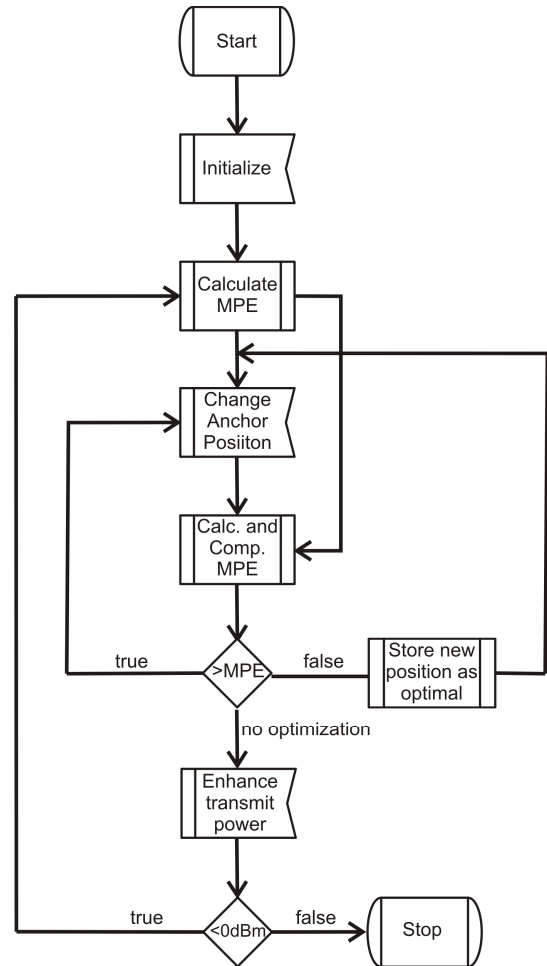 Start
Initialize
Calculate
MPE
Change
Anchor
Posiiton
Calc. and
Comp.
MPE
true
>MPE
false
Store new
position as
optimal
no optimization
Enhance
transmit
power
true
<0dBm
false
Stop